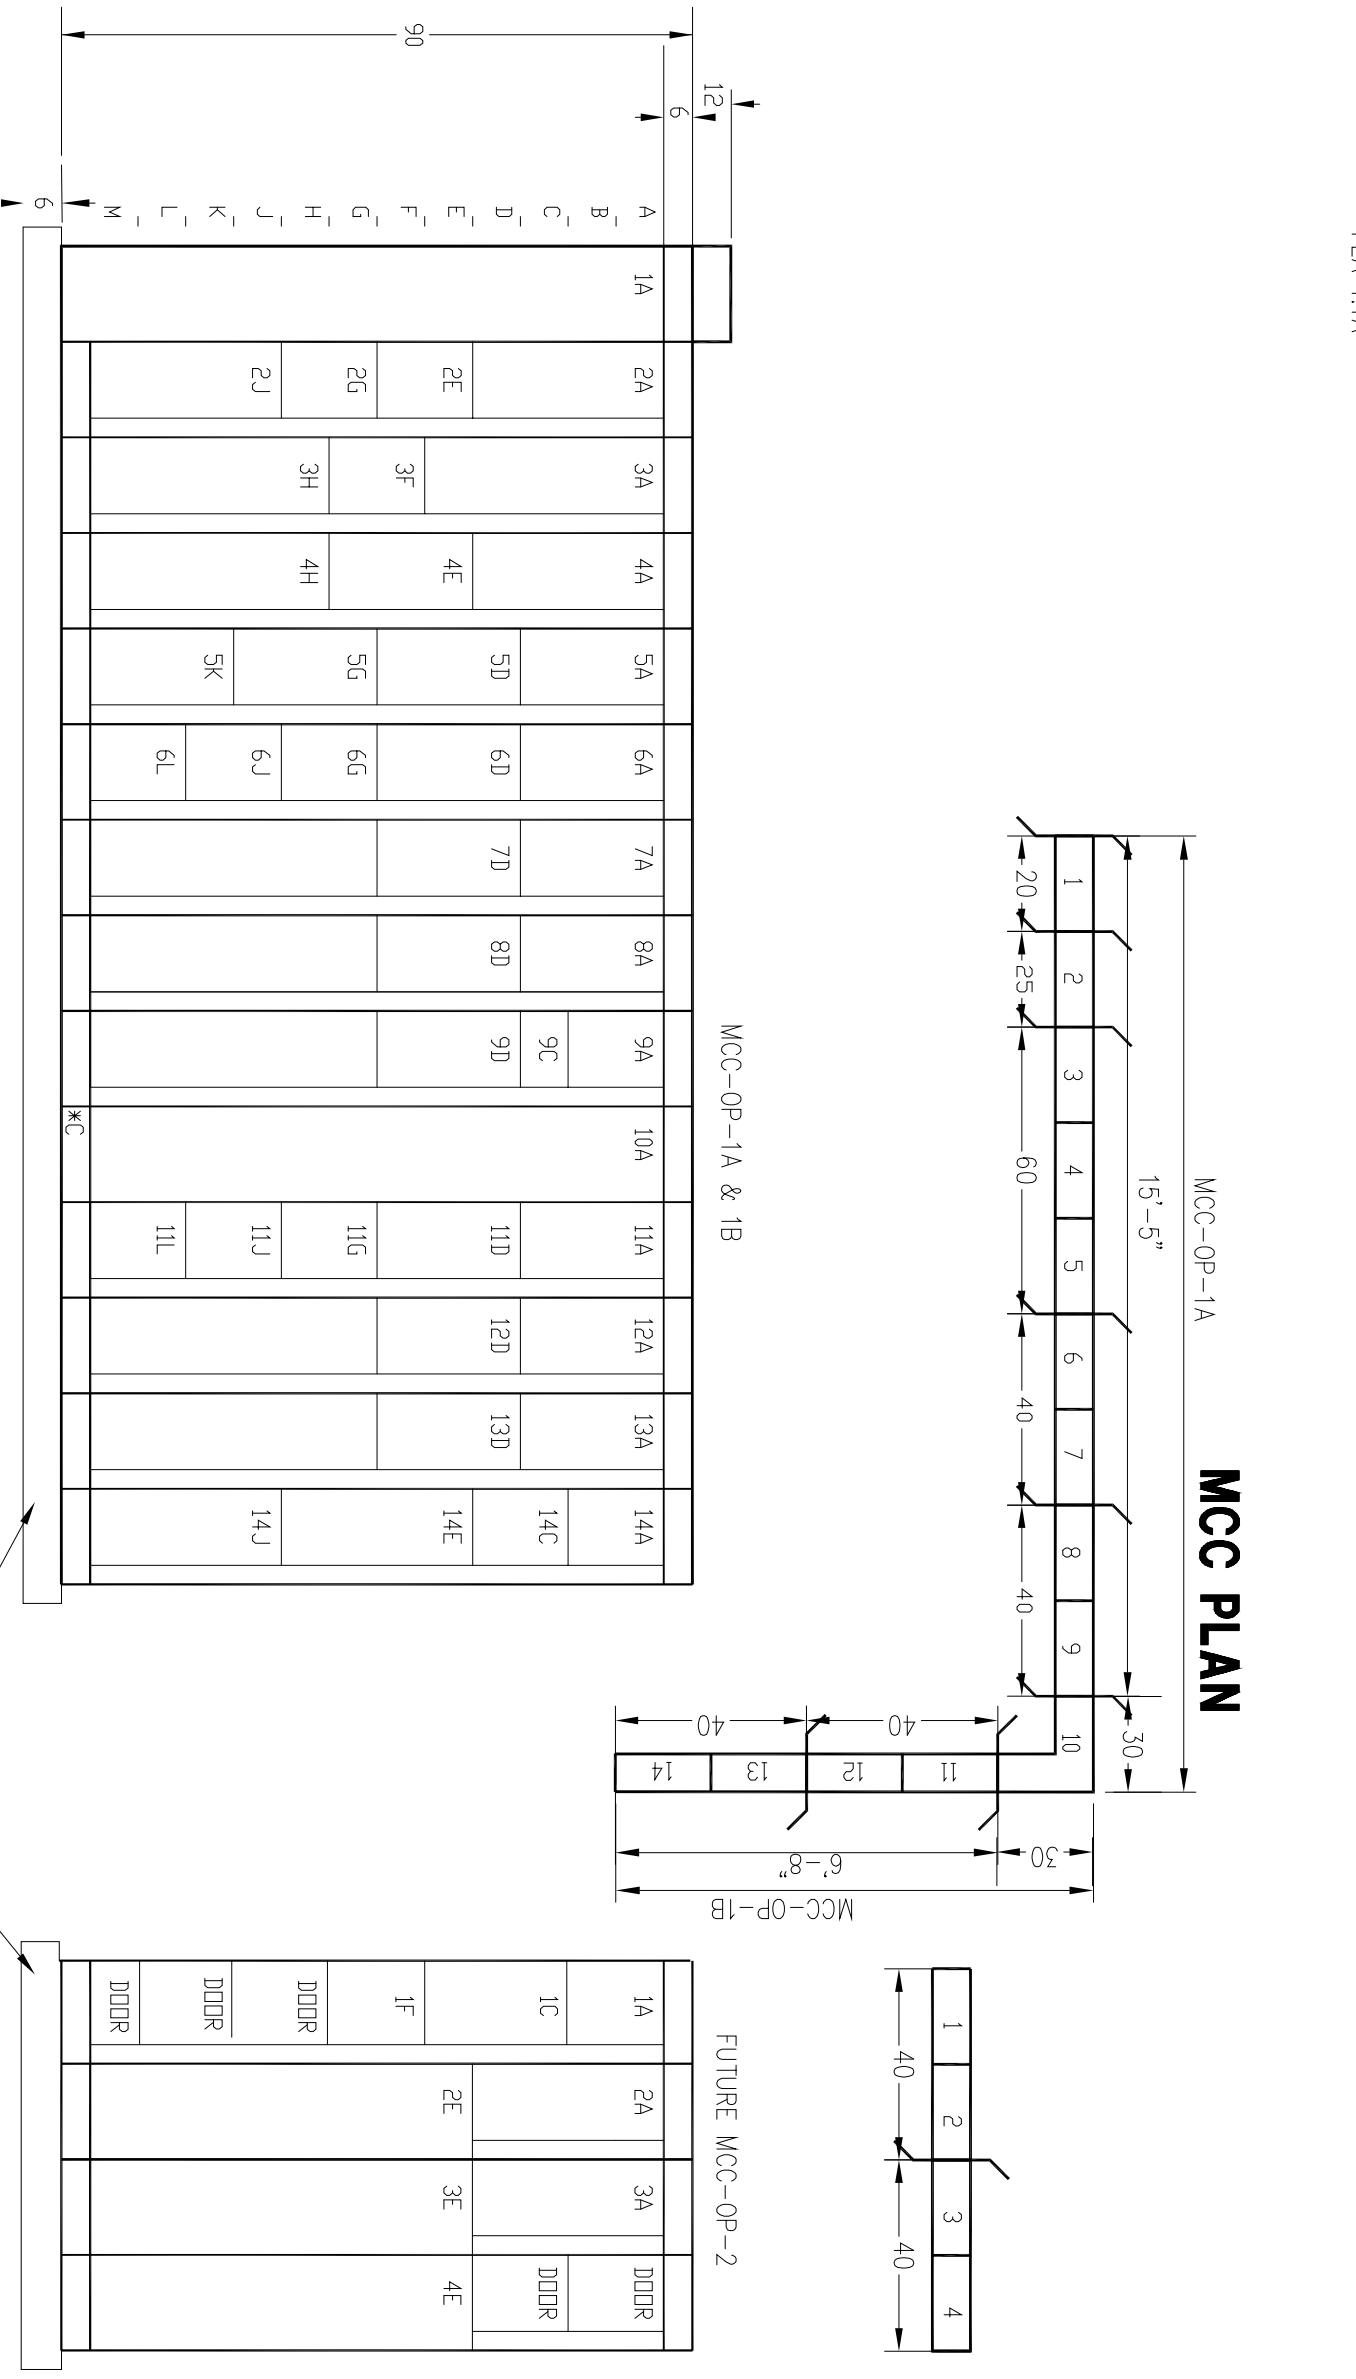 MCC PLAN
MCC-OP-1A
15'-5"
30
1 2 3 4 5 6 7 8 9 10
20 25 60 40 40
11
12
13
14
40
40
30
6'-8"
MCC-OP-1B
1 2 3 4
40 40
MCC-OP-1A & 1B
12
6
90
6
A
B
C
D
E
F
G
H
J
K
L
M
1A 2A 3A 4A 5A 6A 7A 8A 9A 10A 11A 12A 13A 14A
9C 14C
5D 6D 7D 8D 9D 11D 12D 13D
2E 4E 14E
3F
2G 5G 6G 11G
3H 4H
2J 6J 11J 14J
5K
6L 11L
*C
FUTURE MCC-OP-2
1A 2A 3A DOOR
1C DOOR
2E 3E 4E
1F
DOOR
DOOR
DOOR